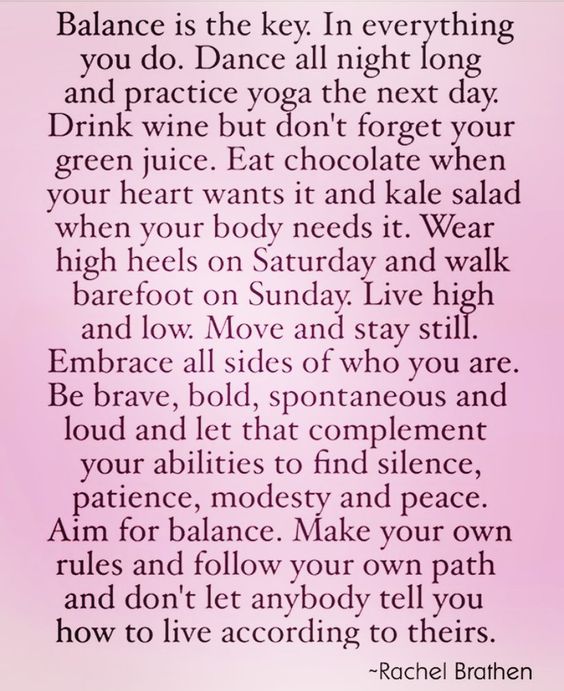 Balance is the key. In everything
you do. Dance all night long
and practice yoga the next day.
Drink wine but don't forget your
green juice. Eat chocolate when
your heart wants it and kale salad
when your body needs it. Wear
high heels on Saturday and walk
barefoot on Sunday. Live high
and low. Move and stay still.
Embrace all sides of who you are.
Be brave, bold, spontaneous and
loud and let that complement
your abilities to find silence,
patience, modesty and peace.
Aim for balance. Make your own
rules and follow your own path
and don't let anybody tell you
how to live according to theirs.
~Rachel Brathen